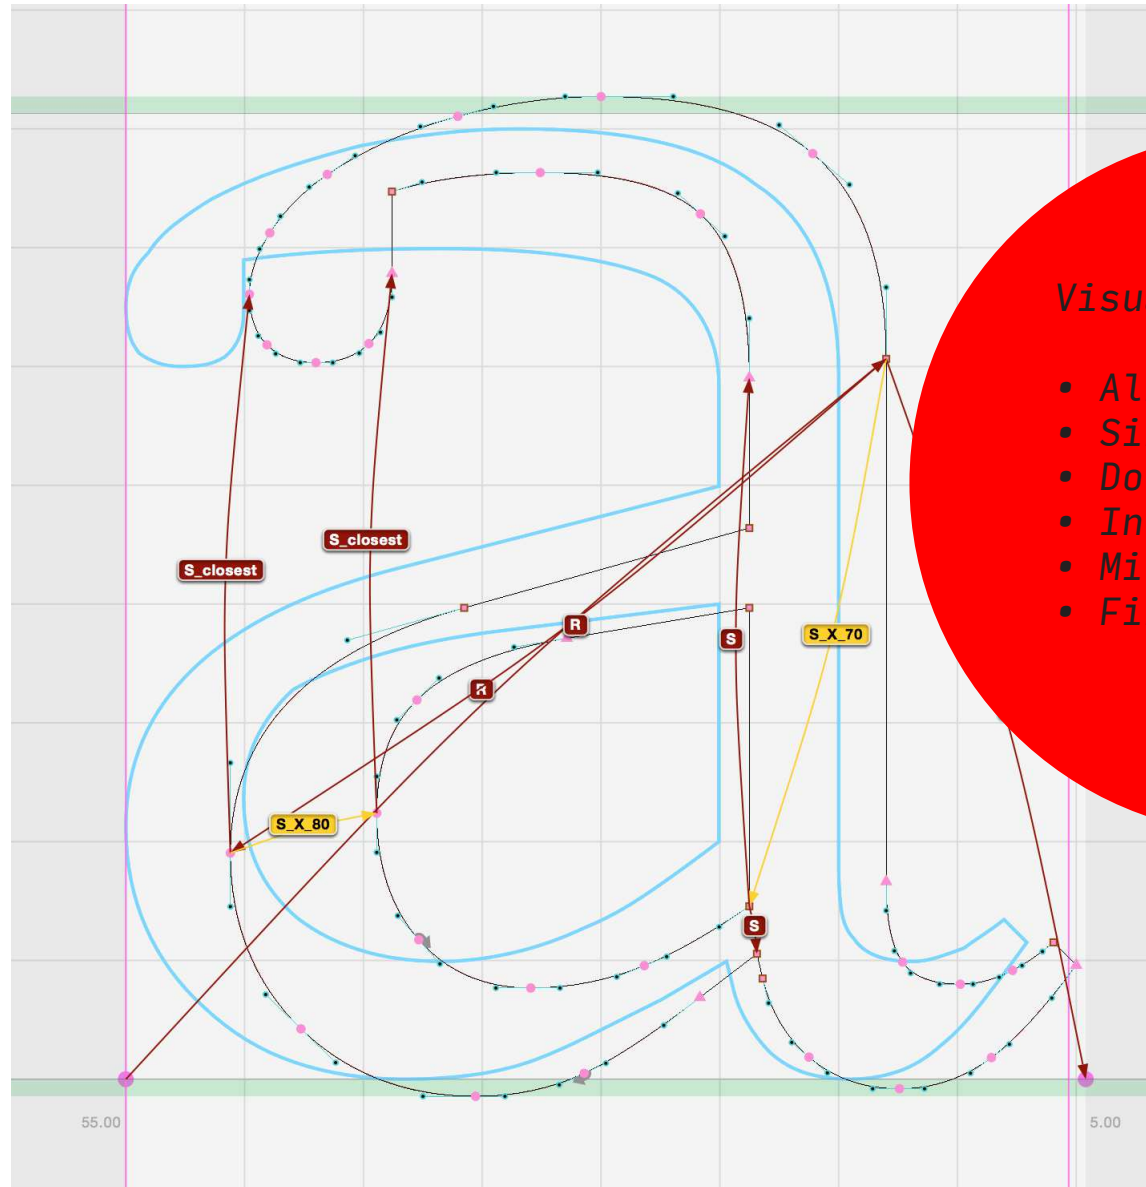 Visu
• Al
• Si
S_closest
• Do
• In
S_closest
• Mi
• Fi
R
S
S_X_70
R
S_X_80
S
55.00
5.00